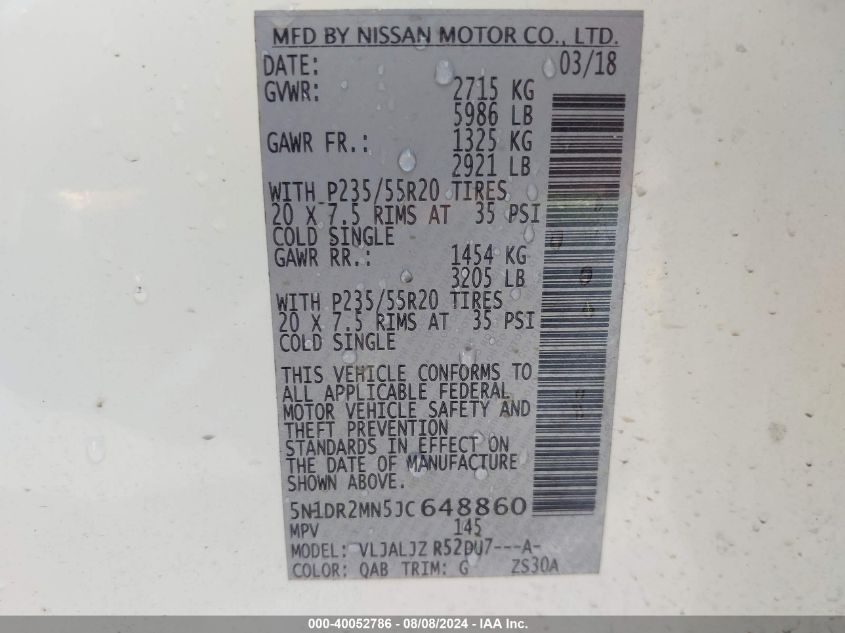 MFD BY NISSAN MOTOR CO., LTD.
DATE: 03/18
GVWR: 2715 KG
5986 LB
GAWR FR.: 1325 KG
2921 LB
WITH P235/55R20 TIRES
20 X 7.5 RIMS AT 35 PSI
COLD SINGLE
GAWR RR.: 1454 KG
3205 LB
WITH P235/55R20 TIRES
20 X 7.5 RIMS AT 35 PSI
COLD SINGLE
THIS VEHICLE CONFORMS TO
ALL APPLICABLE FEDERAL
MOTOR VEHICLE SAFETY AND
THEFT PREVENTION
STANDARDS IN EFFECT ON
THE DATE OF MANUFACTURE
SHOWN ABOVE.
5N1DR2MN5JC648860
MPV 145
MODEL: VLJALJZ R52DU7---A-
COLOR: QAB TRIM: G ZS30A
000-40052786 - 08/08/2024 - IAA Inc.